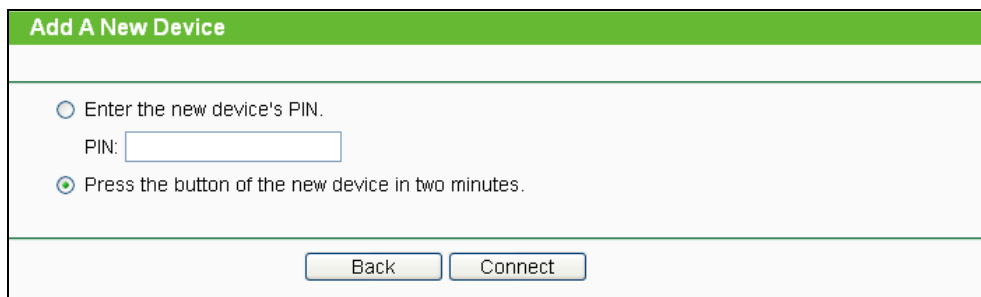 Add A New Device
Enter the new device's PIN.
PIN:
Press the button of the new device in two minutes.
Back Connect